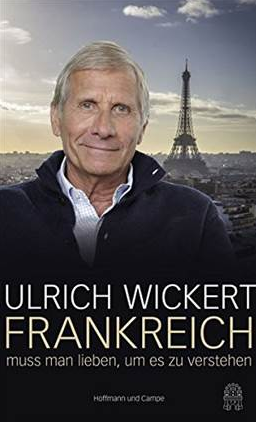 ULRICH WICKERT
FRANKREICH
muss man lieben, um es zu verstehen
Hoffmann und Campe